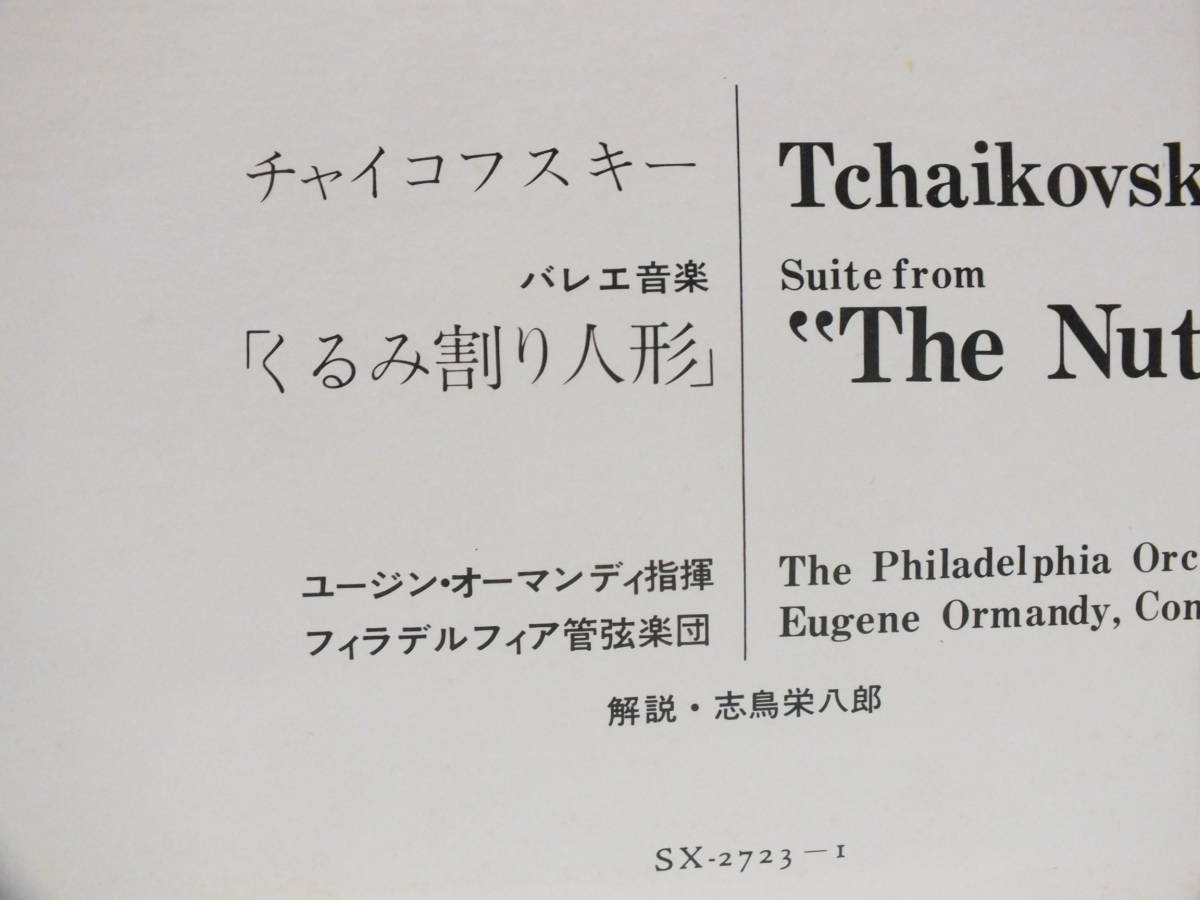 チャイコフスキー
バレエ音楽
「くるみ割り人形」
ユージン・オーマンディ指揮
フィラデルフィア管弦楽団
Tchaikovsk
Suite from
“The Nut
The Philadelphia Orc
Eugene Ormandy, Con
解説・志鳥栄八郎
SX-2723—1